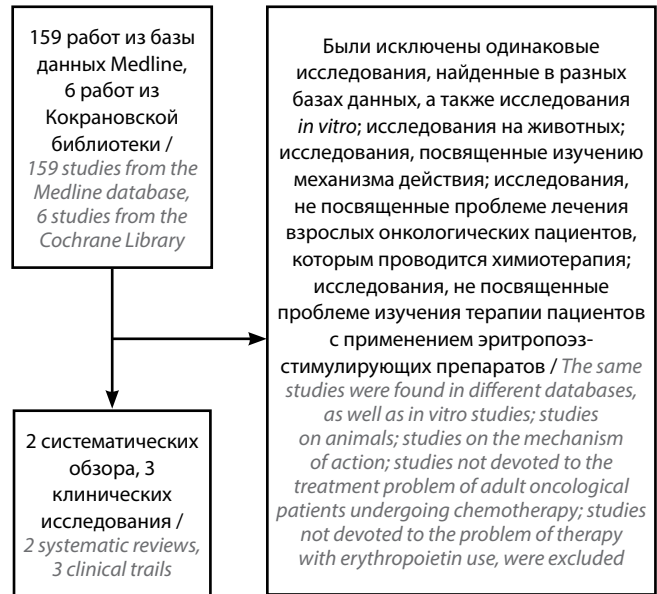 159 работ из базы
данных Medline,
6 работ из
Кокрановской
библиотеки /
159 studies from the
Medline database,
6 studies from the
Cochrane Library
Были исключены одинаковые
исследования, найденные в разных
базах данных, а также исследования
in vitro; исследования на животных;
исследования, посвященные изучению
механизма действия; исследования,
не посвященные проблеме лечения
взрослых онкологических пациентов,
которым проводится химиотерапия;
исследования, не посвященные
проблеме изучения терапии пациентов
с применением эритропоэз-
стимулирующих препаратов / The same
studies were found in different databases,
as well as in vitro studies; studies
on animals; studies on the mechanism
of action; studies not devoted to the
treatment problem of adult oncological
patients undergoing chemotherapy; studies
not devoted to the problem of therapy
with erythropoietin use, were excluded
2 систематических
обзора, 3
клинических
исследования /
2 systematic reviews,
3 clinical trails